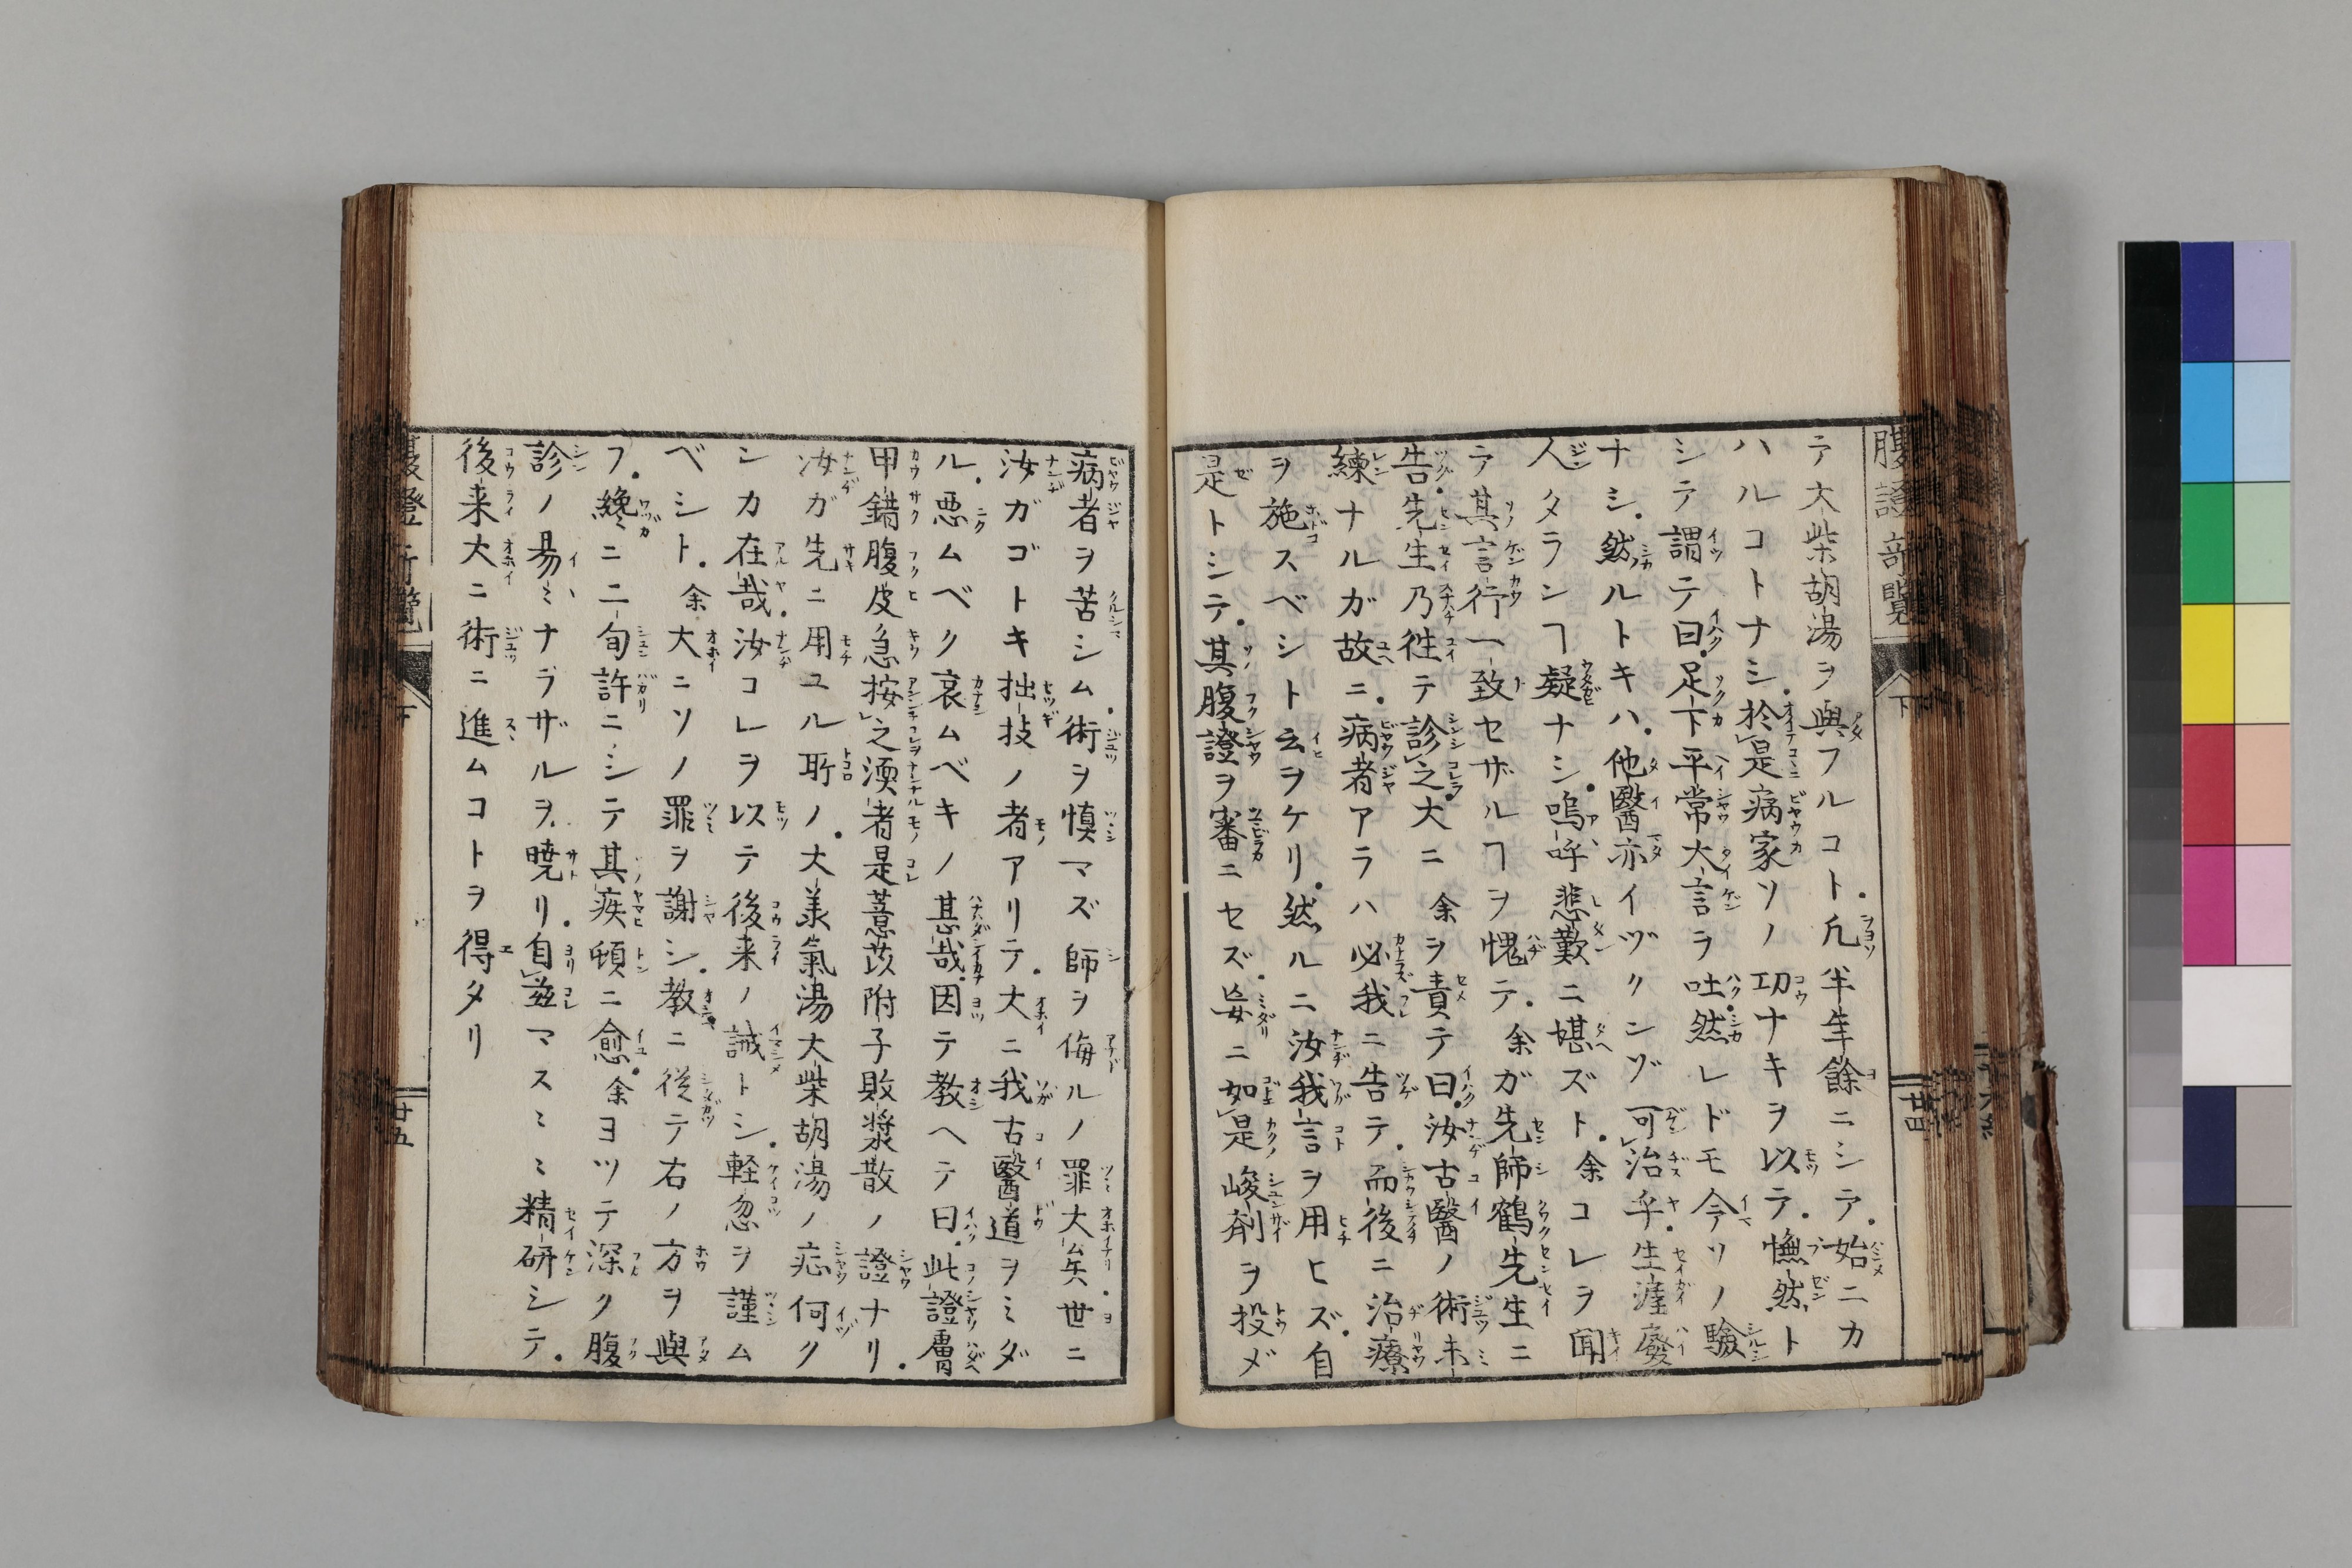 腹證奇覽 下 廿四
テ大柴胡湯ヲ與フルコト凡半年餘ニシテ始ニカ
ハルコトナシ於是病家ソノ功ナキヲ以テ憮然ト
シテ謂テ曰足下平常大言ヲ吐然レドモ今ソノ驗
ナシ然ルトキハ他醫亦イヅクンゾ可治乎生涯廢
人タランヿ疑ナシ嗚呼悲歎ニ堪ズト余コレヲ聞
テ其言行一致セザルヿヲ愧テ余ガ先師鶴先生ニ
告先生乃徃テ診之大ニ余ヲ責テ曰汝古醫ノ術未
練ナルガ故ニ病者アラハ必我ニ告テ而後ニ治療
ヲ施スベシト云ヲケリ然ルニ汝我言ヲ用ヒズ自
是トシテ其腹證ヲ審ニセズ妄ニ如是峻剤ヲ投メ
病者ヲ苦シム術ヲ慎マズ師ヲ侮ルノ罪大矣世ニ
汝ガゴトキ拙技ノ者アリテ大ニ我古醫道ヲミダ
ル悪ムベク哀ムベキノ甚哉因テ教ヘテ曰此證膚
甲錯腹皮急按之濡者是薏苡附子敗漿散ノ證ナリ
汝ガ先ニ用ユル所ノ大羕氣湯大柴胡湯ノ症何ク
シカ在哉汝コレヲ以テ後来ノ誡トシ軽忽ヲ謹ム
ベシト余大ニソノ罪ヲ謝シ教ニ從テ右ノ方ヲ與
フ纔ニ二旬許ニシテ其疾頓ニ愈余ヨツテ深ク腹
診ノ易ミナラザルヲ曉リ自茲マスミミ精研シテ
後来大ニ術ニ進ムコトヲ得タリ
腹證奇覽 下 廿五